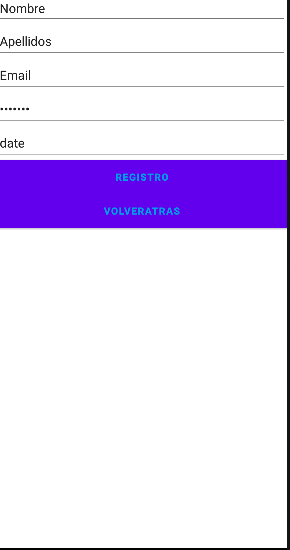 Nombre
Apellidos
Email
•••••••
date
REGISTRO
VOLVERATRAS